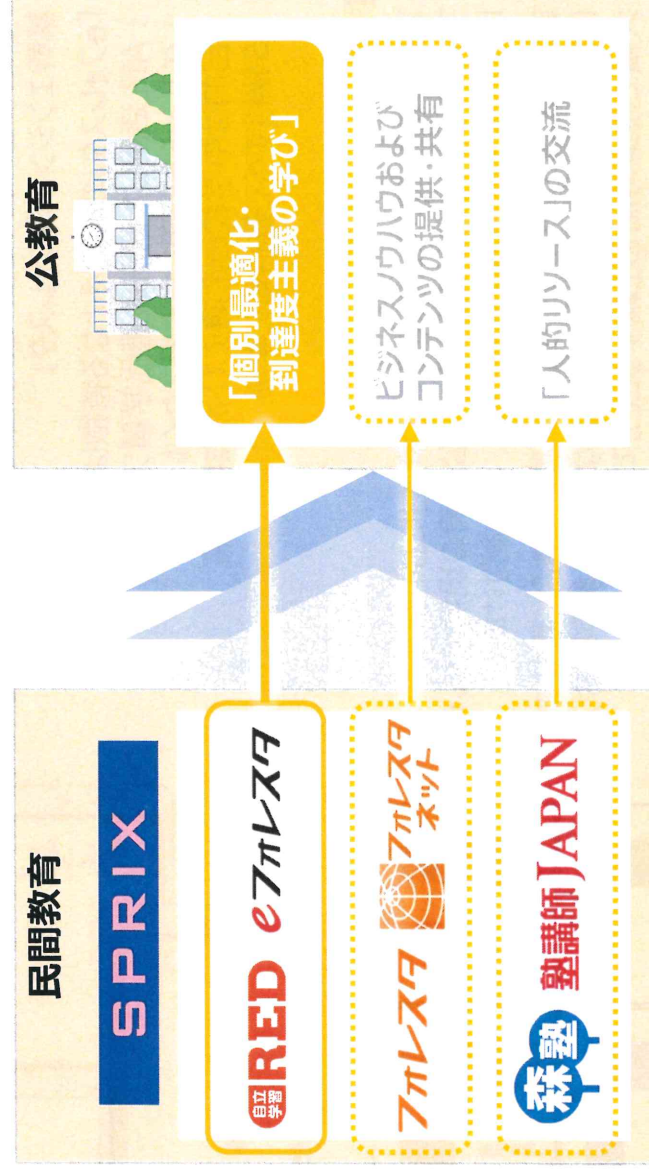 民間教育
SPRIX
自立学習RED eフォレスタ
フォレスタ フォレスタネット
森塾 塾講師JAPAN
公教育
「個別最適化・
到達度主義の学び」
ビジネスノウハウおよび
コンテンツの提供・共有
「人的リソース」の交流